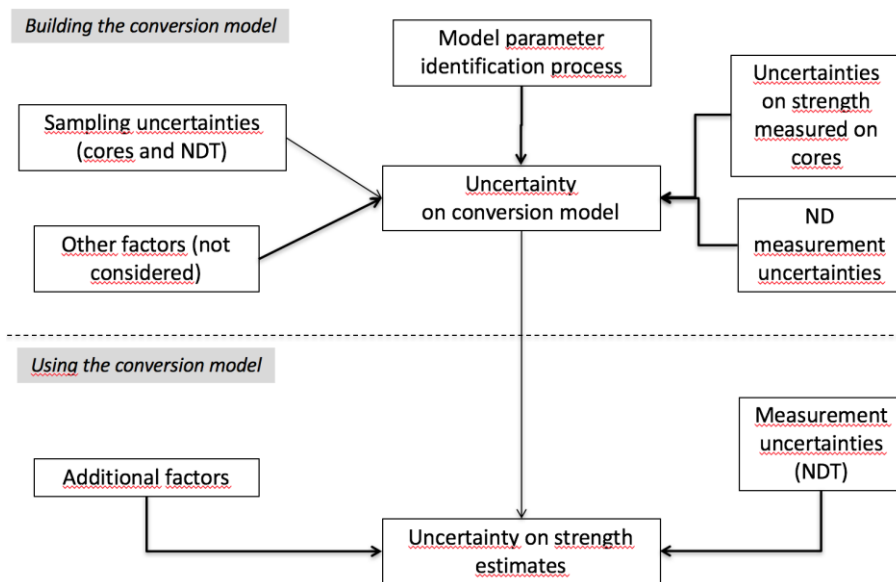 Building the conversion model
Model parameter
identification process
Uncertainties
on strength
measured on
cores
Sampling uncertainties
(cores and NDT)
Uncertainty
on conversion model
ND
measurement
uncertainties
Other factors (not
considered)
Using the conversion model
Measurement
uncertainties
(NDT)
Additional factors
Uncertainty on strength
estimates